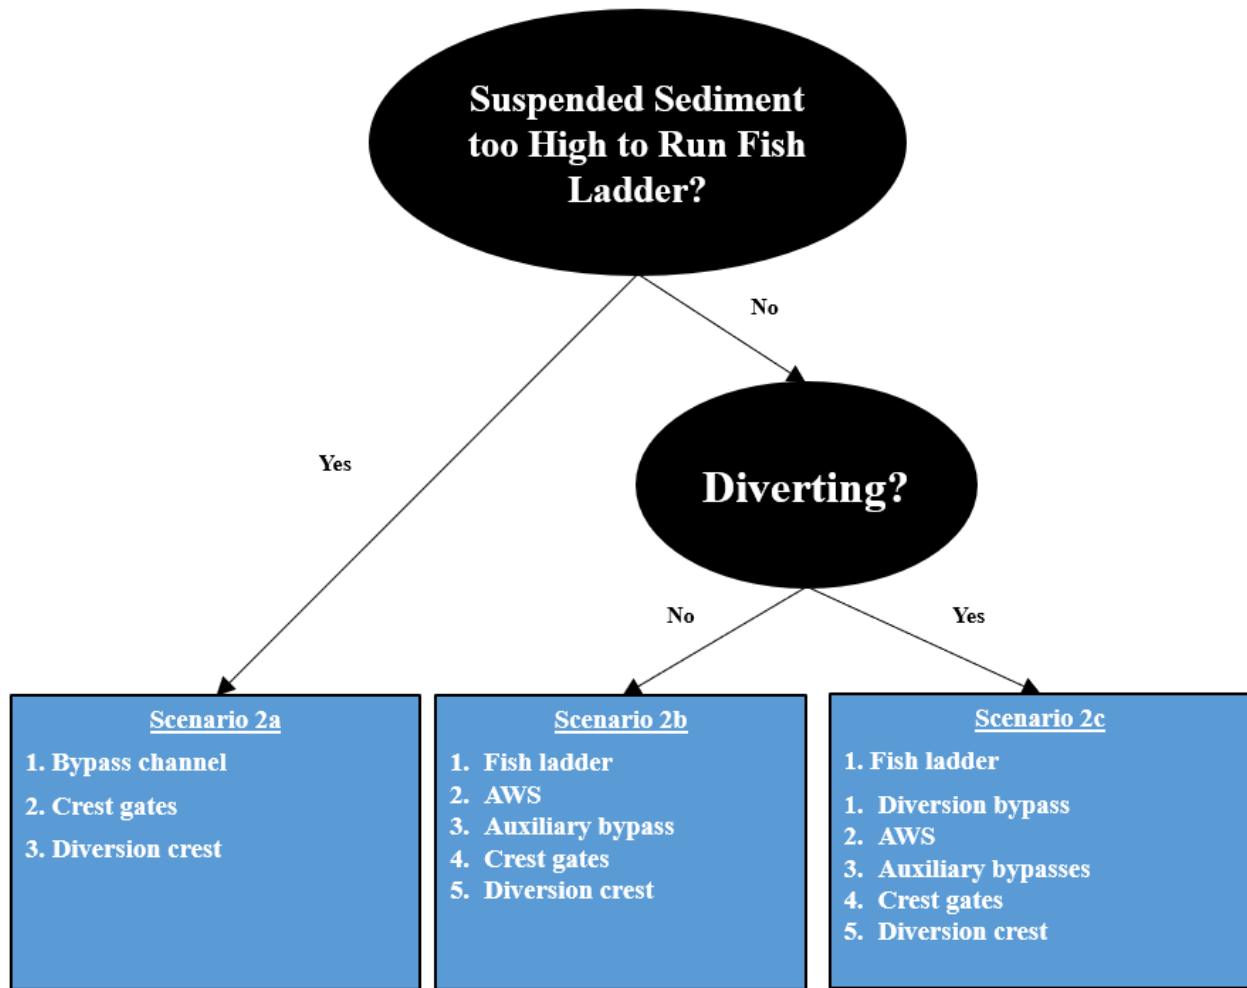 Suspended Sediment
too High to Run Fish
Ladder?
No
Yes
Diverting?
No
Yes
Scenario 2a
1. Bypass channel
2. Crest gates
3. Diversion crest
Scenario 2b
1. Fish ladder
2. AWS
3. Auxiliary bypass
4. Crest gates
5. Diversion crest
Scenario 2c
1. Fish ladder
1. Diversion bypass
2. AWS
3. Auxiliary bypasses
4. Crest gates
5. Diversion crest